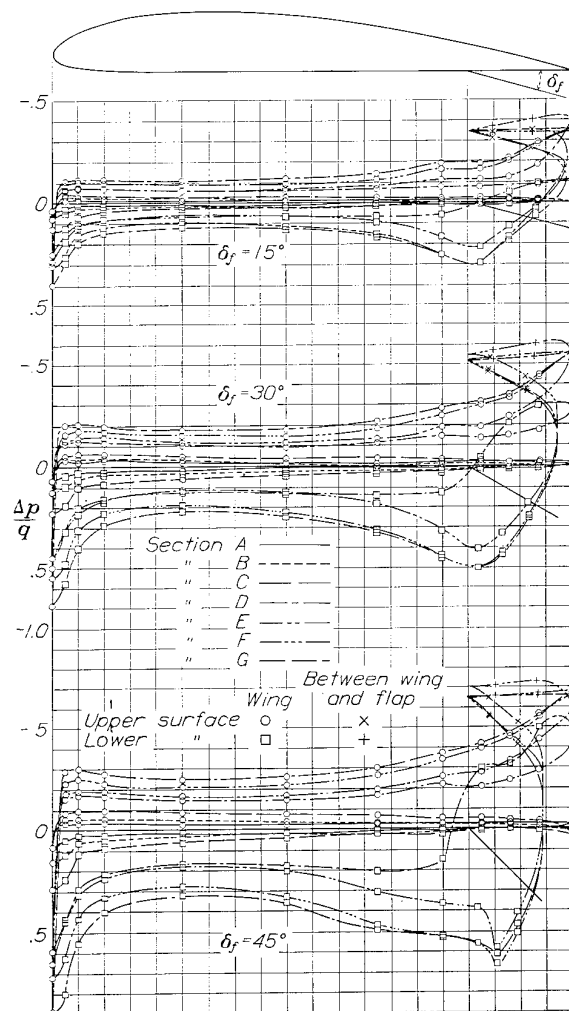 δf
-.5
0
δf = 15°
.5
-.5
δf = 30°
0
Δp
q
Section A
" B
" C
" D
" E
" F
" G
.5
-1.0
Between wing
Wing and flap
Upper surface ○ ×
Lower " □ +
-.5
0
.5
δf = 45°